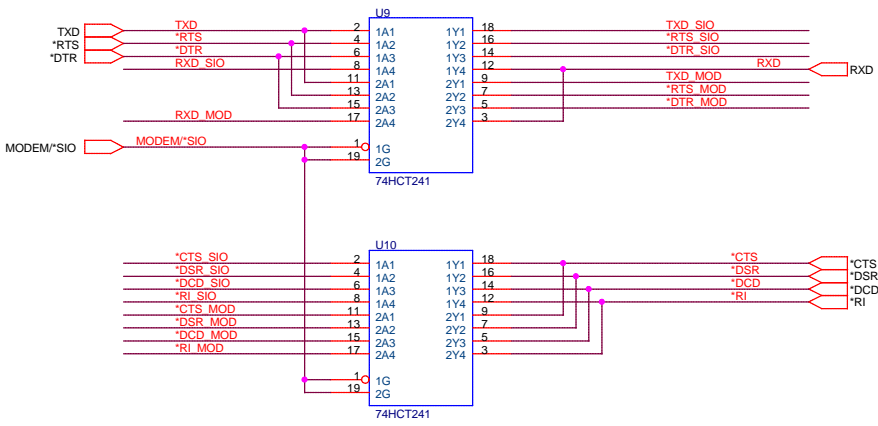 U9
TXD TXD 2 1A1 1Y1 18 TXD_SIO
*RTS *RTS 4 1A2 1Y2 16 *RTS_SIO
*DTR *DTR 6 1A3 1Y3 14 *DTR_SIO
RXD_SIO 8 1A4 1Y4 12 RXD RXD
11 2A1 2Y1 9 TXD_MOD
13 2A2 2Y2 7 *RTS_MOD
15 2A3 2Y3 5 *DTR_MOD
RXD_MOD 17 2A4 2Y4 3
MODEM/*SIO MODEM/*SIO 1 1G
19 2G
74HCT241
U10
*CTS_SIO 2 1A1 1Y1 18 *CTS *CTS
*DSR_SIO 4 1A2 1Y2 16 *DSR *DSR
*DCD_SIO 6 1A3 1Y3 14 *DCD *DCD
*RI_SIO 8 1A4 1Y4 12 *RI *RI
*CTS_MOD 11 2A1 2Y1 9
*DSR_MOD 13 2A2 2Y2 7
*DCD_MOD 15 2A3 2Y3 5
*RI_MOD 17 2A4 2Y4 3
1 1G
19 2G
74HCT241